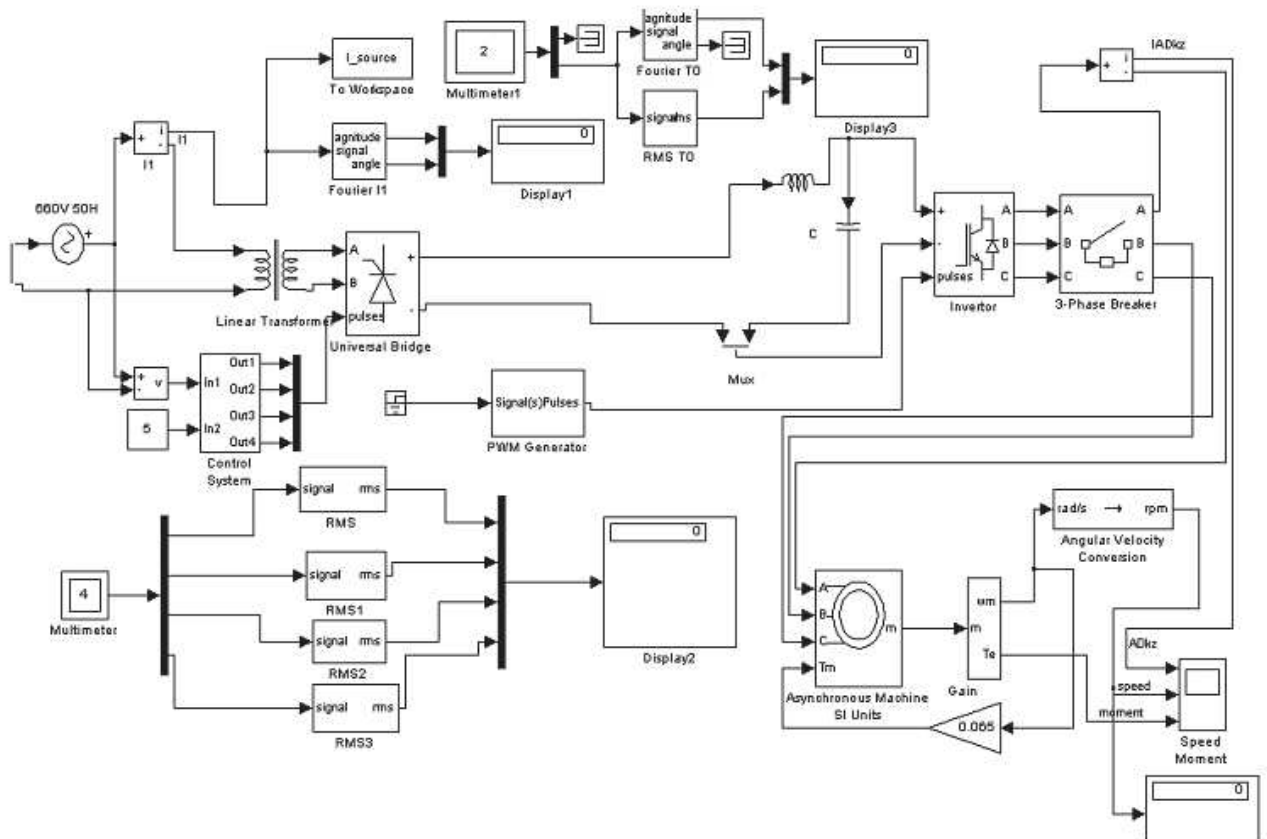 I_source
To Workspace
2
Multimeter1
agnitude
signal
angle
Fourier T0
signalrms
RMS T0
0
Display3
IADkz
+
i
-
+
i
-
I1
I1
agnitude
signal
angle
Fourier I1
0
Display1
660V 50H
+
Linear Transformer
A
B
pulses
+
-
Universal Bridge
C
Mux
+
-
pulses
A
B
C
Invertor
A
B
C
A
B
C
3-Phase Breaker
+
-
v
5
In1
In2
Out1
Out2
Out3
Out4
Control
System
Signal(s)Pulses
PWM Generator
4
Multimeter
signal rms
RMS
signal rms
RMS1
signal rms
RMS2
signal rms
RMS3
0
Display2
rad/s → rpm
Angular Velocity
Conversion
A
B
C
Tm
m
Asynchronous Machine
SI Units
m
wm
Te
Gain
0.065
ADkz
speed
moment
Speed
Moment
0